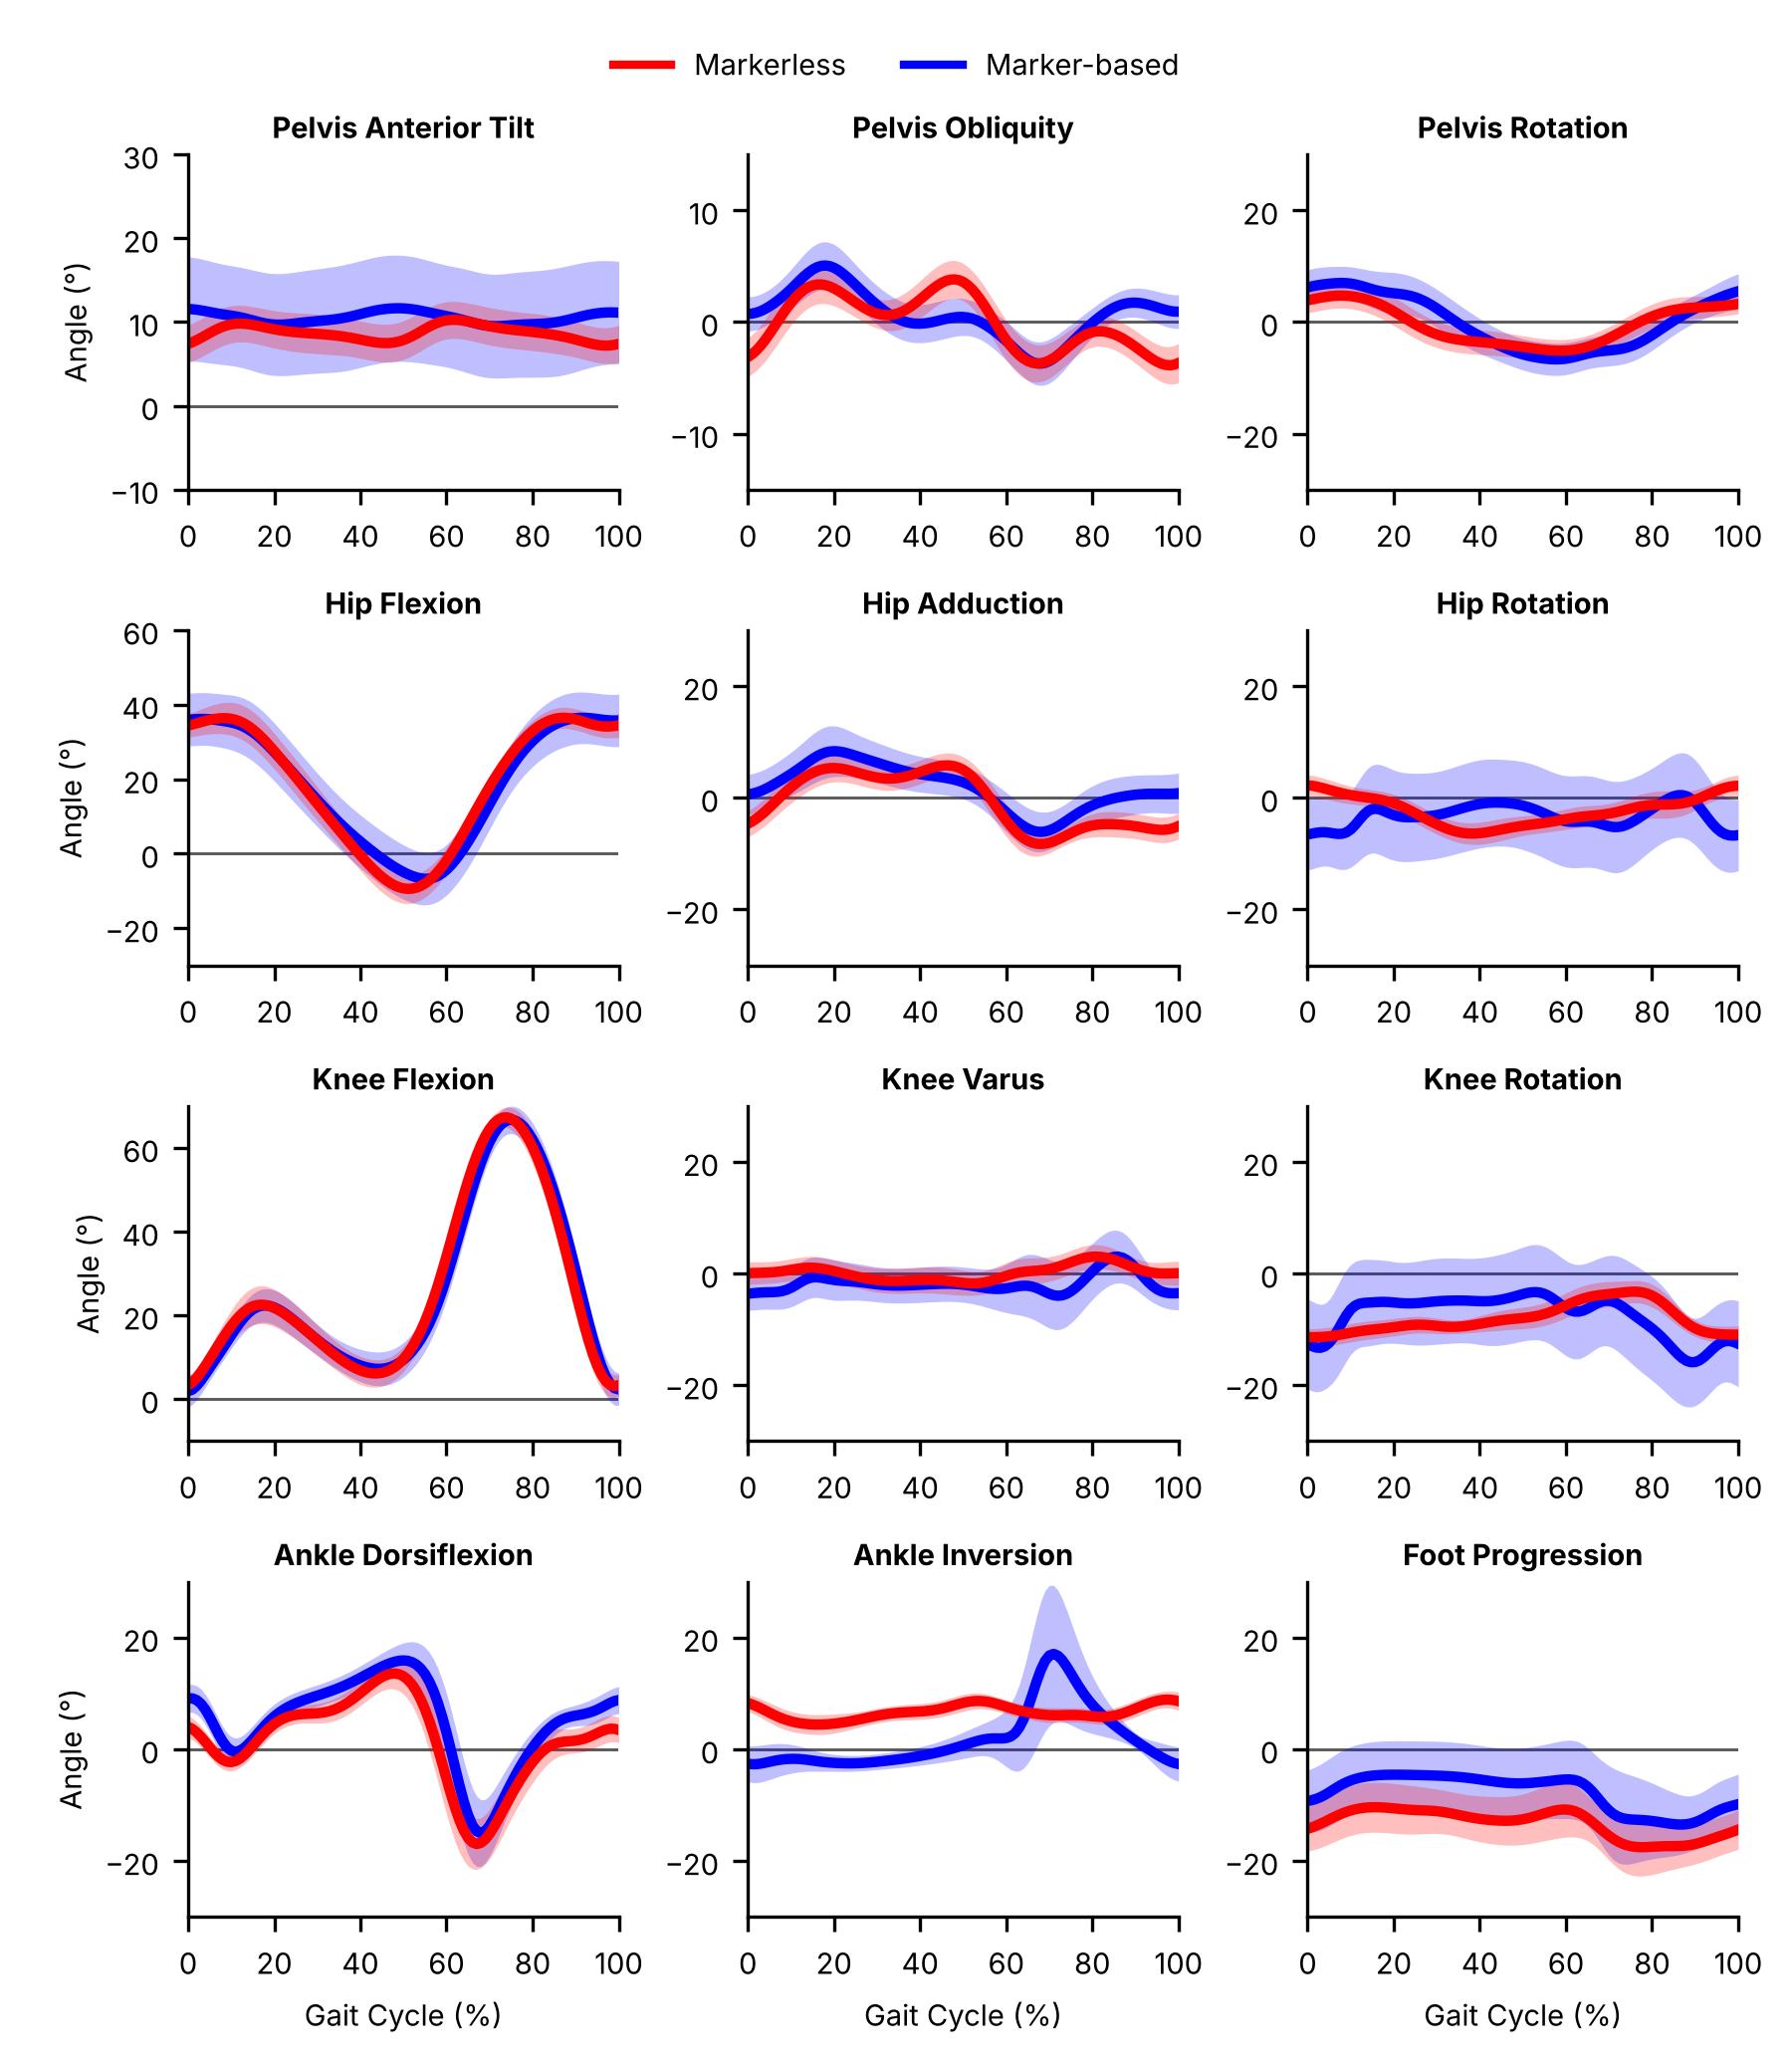 Markerless Marker-based
Pelvis Anterior Tilt
Angle (°)
30
20
10
0
−10
0 20 40 60 80 100
Pelvis Obliquity
10
0
−10
0 20 40 60 80 100
Pelvis Rotation
20
0
−20
0 20 40 60 80 100
Hip Flexion
Angle (°)
60
40
20
0
−20
0 20 40 60 80 100
Hip Adduction
20
0
−20
0 20 40 60 80 100
Hip Rotation
20
0
−20
0 20 40 60 80 100
Knee Flexion
Angle (°)
60
40
20
0
0 20 40 60 80 100
Knee Varus
20
0
−20
0 20 40 60 80 100
Knee Rotation
20
0
−20
0 20 40 60 80 100
Ankle Dorsiflexion
Angle (°)
20
0
−20
0 20 40 60 80 100
Gait Cycle (%)
Ankle Inversion
20
0
−20
0 20 40 60 80 100
Gait Cycle (%)
Foot Progression
20
0
−20
0 20 40 60 80 100
Gait Cycle (%)